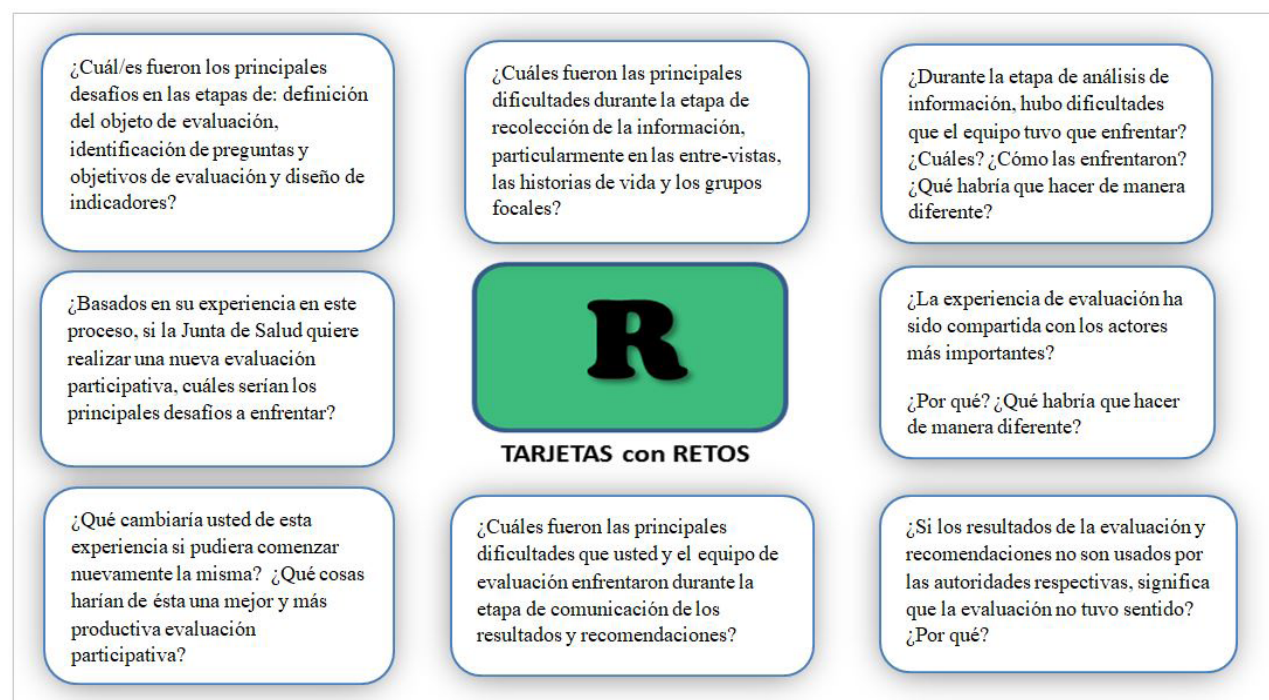 ¿Cuál/es fueron los principales
desafíos en las etapas de: definición
del objeto de evaluación,
identificación de preguntas y
objetivos de evaluación y diseño de
indicadores?
¿Cuáles fueron las principales
dificultades durante la etapa de
recolección de la información,
particularmente en las entre-vistas,
las historias de vida y los grupos
focales?
¿Durante la etapa de análisis de
información, hubo dificultades
que el equipo tuvo que enfrentar?
¿Cuáles? ¿Cómo las enfrentaron?
¿Qué habría que hacer de manera
diferente?
¿Basados en su experiencia en este
proceso, si la Junta de Salud quiere
realizar una nueva evaluación
participativa, cuáles serían los
principales desafíos a enfrentar?
R
TARJETAS con RETOS
¿La experiencia de evaluación ha
sido compartida con los actores
más importantes?
¿Por qué? ¿Qué habría que hacer
de manera diferente?
¿Qué cambiaría usted de esta
experiencia si pudiera comenzar
nuevamente la misma? ¿Qué cosas
harían de ésta una mejor y más
productiva evaluación
participativa?
¿Cuáles fueron las principales
dificultades que usted y el equipo de
evaluación enfrentaron durante la
etapa de comunicación de los
resultados y recomendaciones?
¿Si los resultados de la evaluación y
recomendaciones no son usados por
las autoridades respectivas, significa
que la evaluación no tuvo sentido?
¿Por qué?